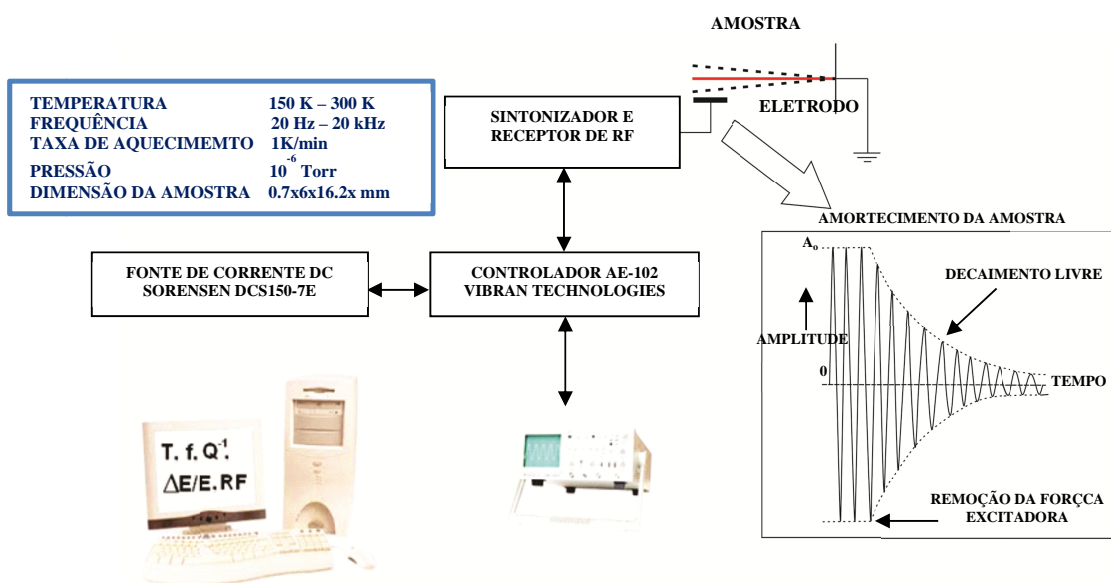 AMOSTRA
TEMPERATURA 150 K – 300 K
FREQUÊNCIA 20 Hz – 20 kHz
TAXA DE AQUECIMEMTO 1K/min
PRESSÃO 10⁻⁶ Torr
DIMENSÃO DA AMOSTRA 0.7x6x16.2x mm
SINTONIZADOR E
RECEPTOR DE RF
ELETRODO
FONTE DE CORRENTE DC
SORENSEN DCS150-7E
CONTROLADOR AE-102
VIBRAN TECHNOLOGIES
AMORTECIMENTO DA AMOSTRA
Aₒ
DECAIMENTO LIVRE
AMPLITUDE
0
TEMPO
REMOÇÃO DA FORÇCA
EXCITADORA
T. f. Q⁻¹.
ΔE/E.RF